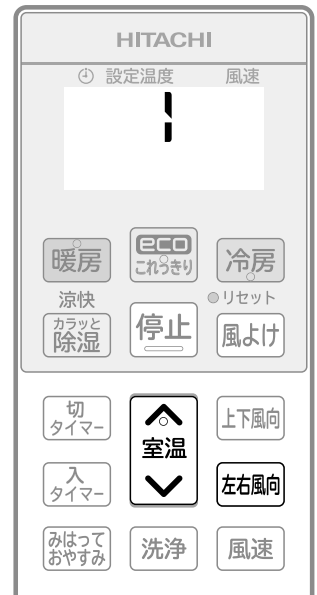 HITACHI
設定温度 風速
1
暖房
eco
これっきり
冷房
涼快
リセット
カラッと
除湿
停止
風よけ
切
タイマー
室温
上下風向
入
タイマー
左右風向
みはって
おやすみ
洗浄
風速